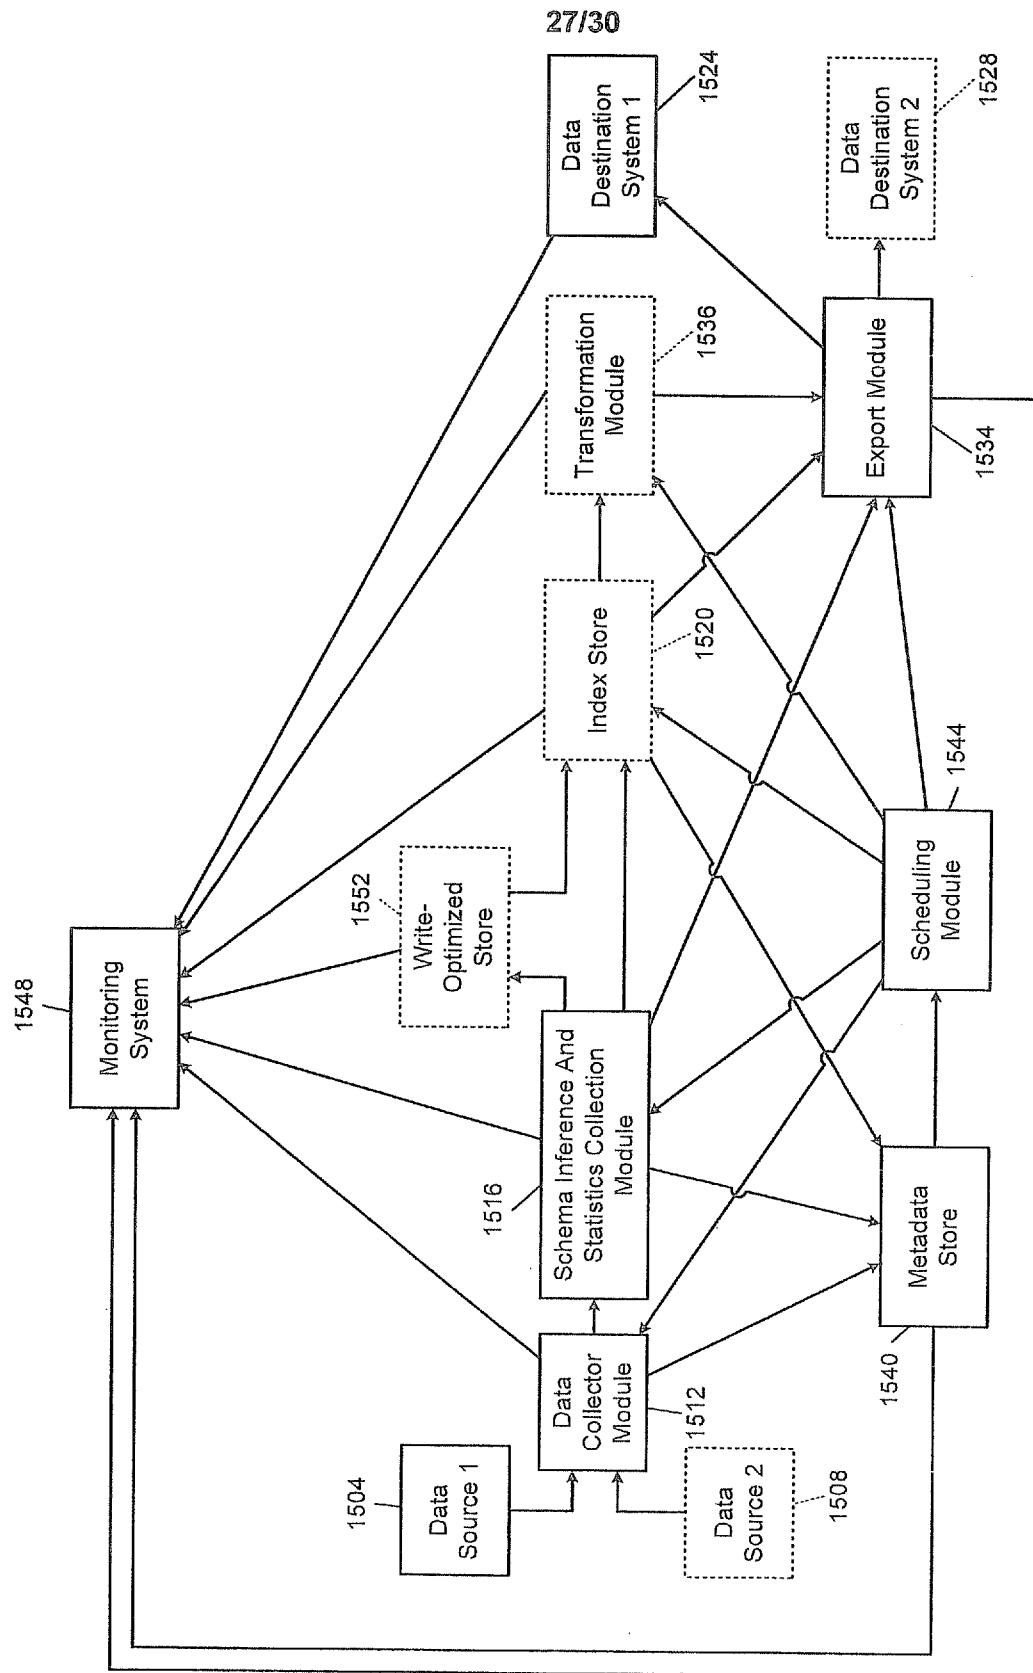 27/30
1548
Monitoring
System
1552
Write-
Optimized
Store
1504
Data
Source 1
Data
Source 2
1508
Data
Collector
Module
1512
1516
Schema Inference And
Statistics Collection
Module
Index Store
1520
Transformation
Module
1536
Data
Destination
System 1
1524
Metadata
Store
1540
Scheduling
Module
1544
Export Module
1534
Data
Destination
System 2
1528